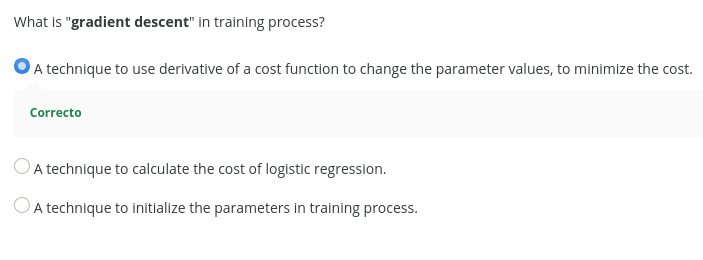 What is "gradient descent" in training process?
A technique to use derivative of a cost function to change the parameter values, to minimize the cost.
Correcto
A technique to calculate the cost of logistic regression.
A technique to initialize the parameters in training process.